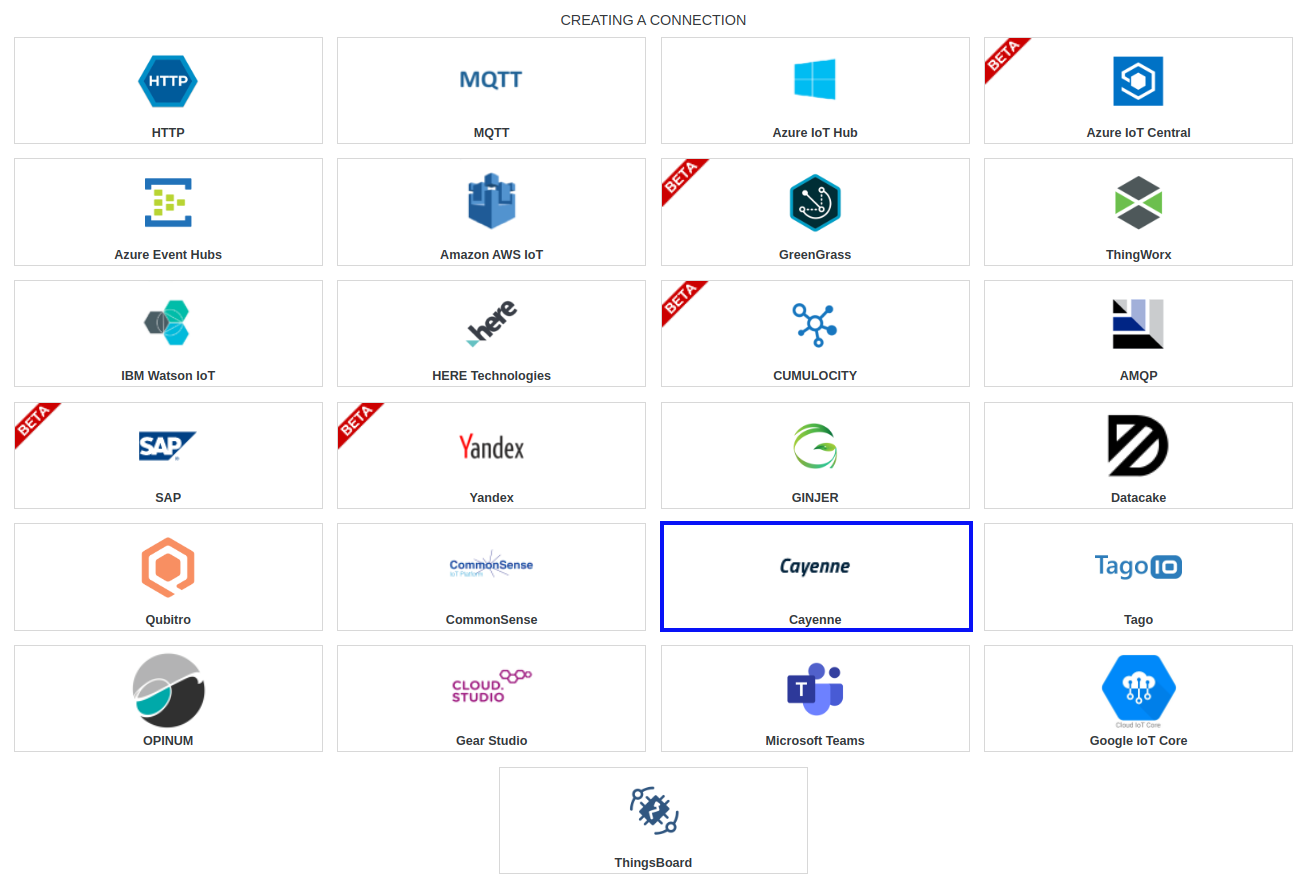 CREATING A CONNECTION
HTTP
HTTP
MQTT
MQTT
Azure IoT Hub
BETA
Azure IoT Central
Azure Event Hubs
Amazon AWS IoT
BETA
GreenGrass
ThingWorx
IBM Watson IoT
here
HERE Technologies
BETA
CUMULOCITY
AMQP
BETA
SAP
SAP
BETA
Yandex
Yandex
GINJER
Datacake
Qubitro
CommonSense
IoT Platform
CommonSense
Cayenne
Cayenne
Tago IO
Tago
OPINUM
CLOUD.
STUDIO
Gear Studio
T
Microsoft Teams
Cloud IoT Core
Google IoT Core
ThingsBoard